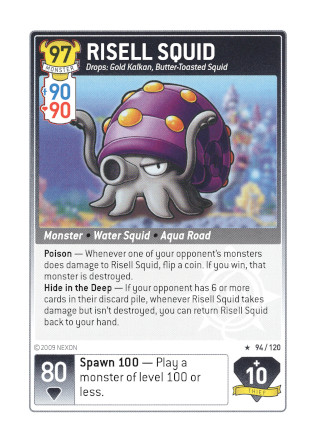 97
MONSTER
RISELL SQUID
Drops: Gold Kalkan, Butter-Toasted Squid
90
90
Monster • Water Squid • Aqua Road
Poison — Whenever one of your opponent's monsters
does damage to Risell Squid, flip a coin. If you win, that
monster is destroyed.
Hide in the Deep — If your opponent has 6 or more
cards in their discard pile, whenever Risell Squid takes
damage but isn't destroyed, you can return Risell Squid
back to your hand.
© 2009 NEXON
★ 94/120
80
Spawn 100 — Play a
monster of level 100 or
less.
+
10
THIEF